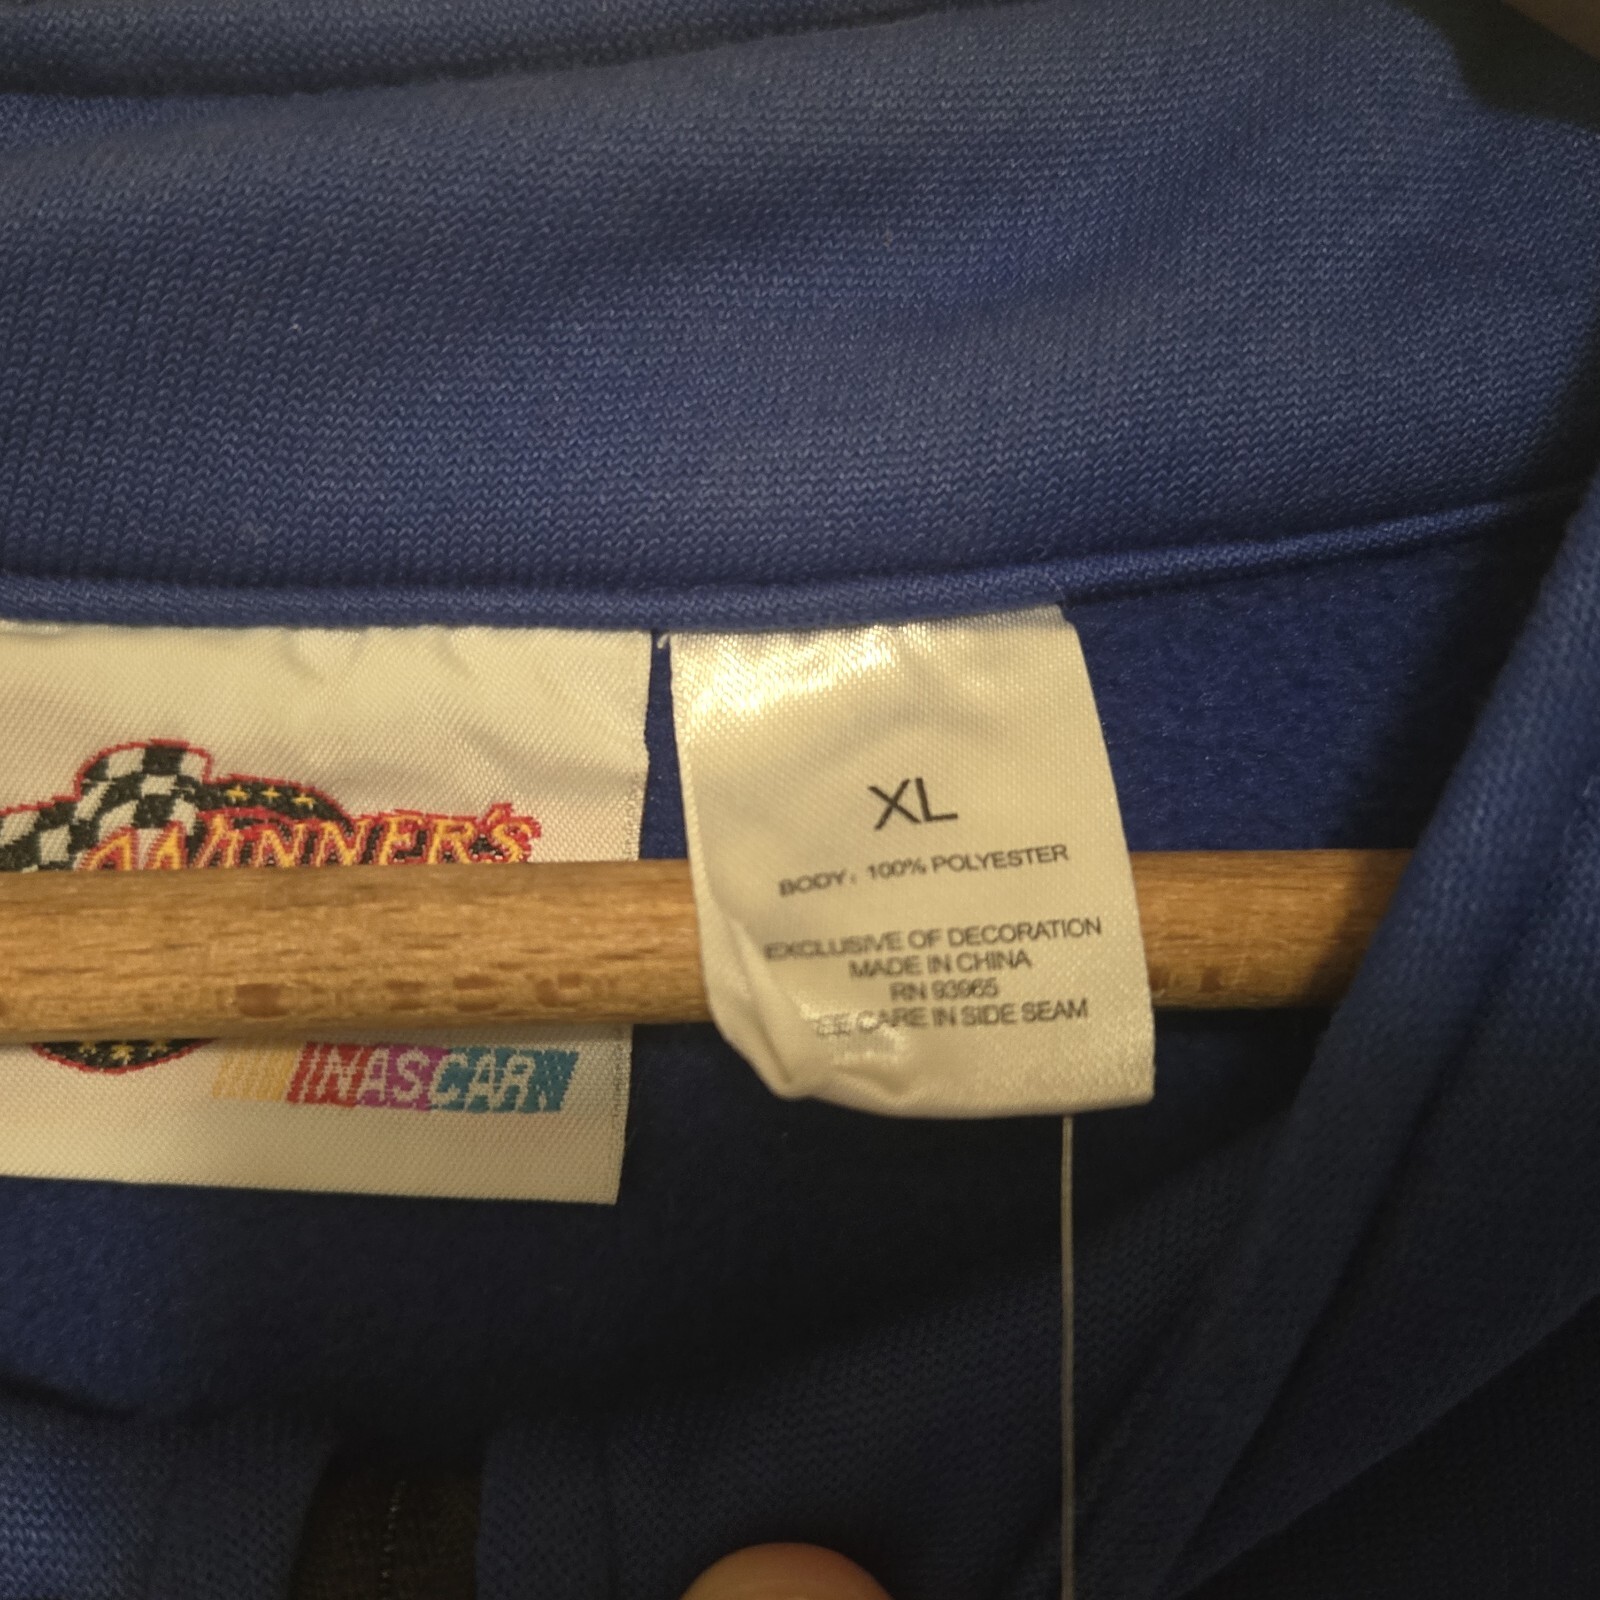 WINNER'S
NASCAR
XL
BODY: 100% POLYESTER
EXCLUSIVE OF DECORATION
MADE IN CHINA
RN 93965
CARE IN SIDE SEAM